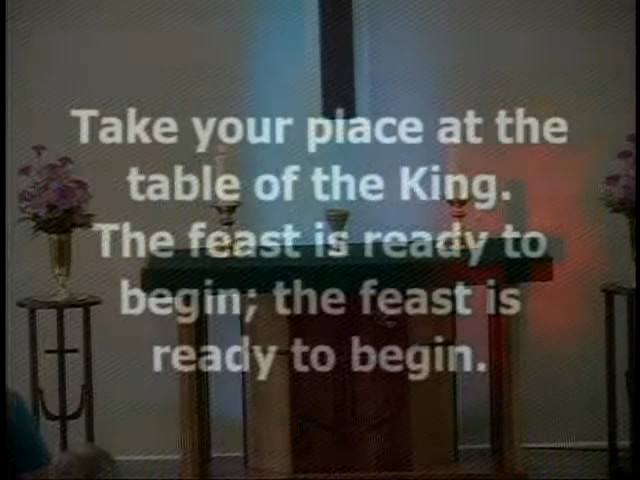 Take your place at the
table of the King.
The feast is ready to
begin; the feast is
ready to begin.